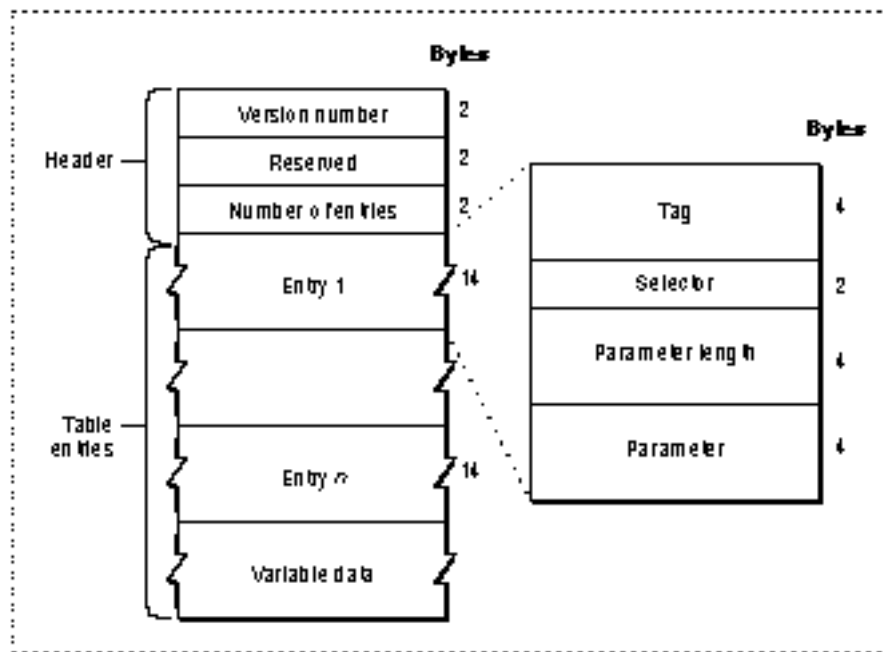 Bytes
Version number 2
Header
Reserved 2
Number of entries 2
Entry 1 14
Table
entries
Entry n 14
Variable data
Bytes
Tag 4
Selector 2
Parameter length 4
Parameter 4